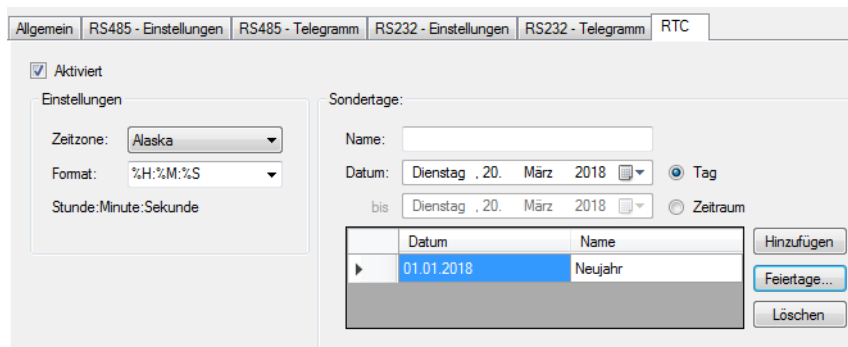 Allgemein RS485 - Einstellungen RS485 - Telegramm RS232 - Einstellungen RS232 - Telegramm RTC
Aktiviert
Einstellungen
Zeitzone: Alaska
Format: %H:%M:%S
Stunde:Minute:Sekunde
Sondertage:
Name:
Datum: Dienstag , 20. März 2018 Tag
bis Dienstag , 20. März 2018 Zeitraum
Datum Name
01.01.2018 Neujahr
Hinzufügen
Feiertage...
Löschen